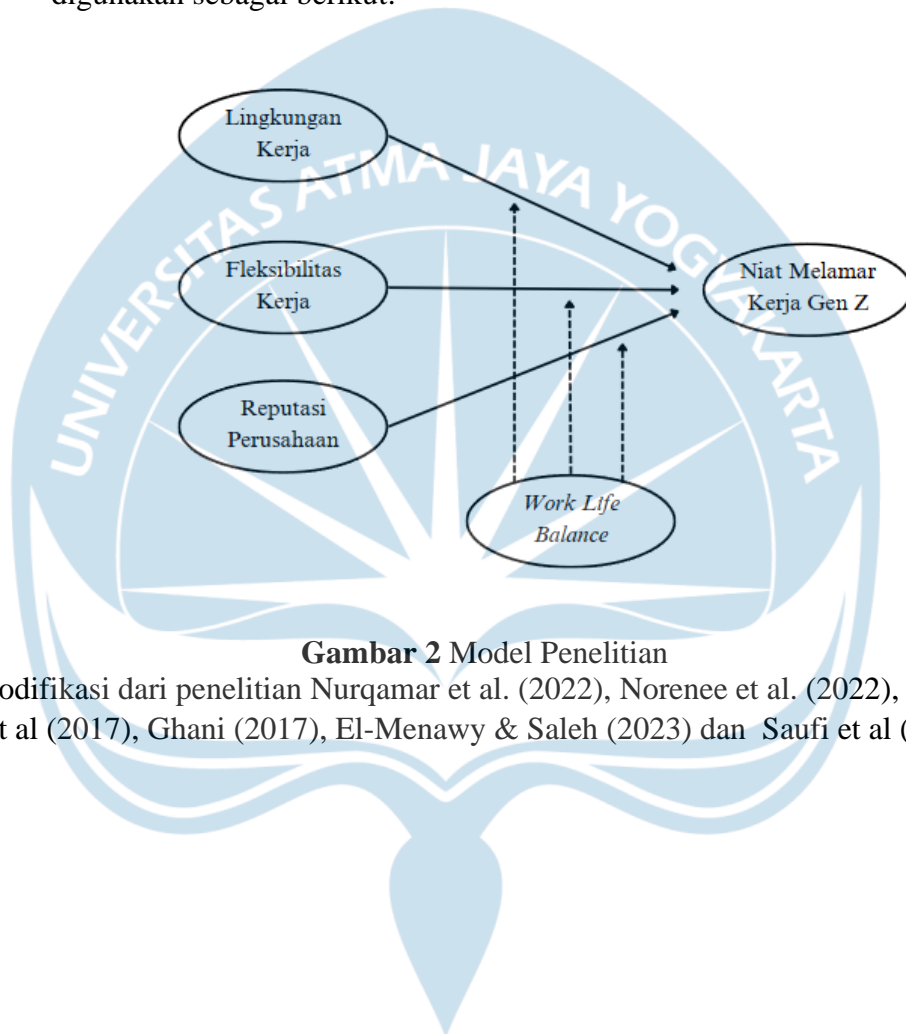 digunakan sebagai berikut.
UNIVERSITAS ATMA JAYA YOGYAKARTA
Lingkungan
Kerja
Fleksibilitas
Kerja
Niat Melamar
Kerja Gen Z
Reputasi
Perusahaan
Work Life
Balance
Gambar 2 Model Penelitian
odifikasi dari penelitian Nurqamar et al. (2022), Norenee et al. (2022),
t al (2017), Ghani (2017), El-Menawy & Saleh (2023) dan Saufi et al (